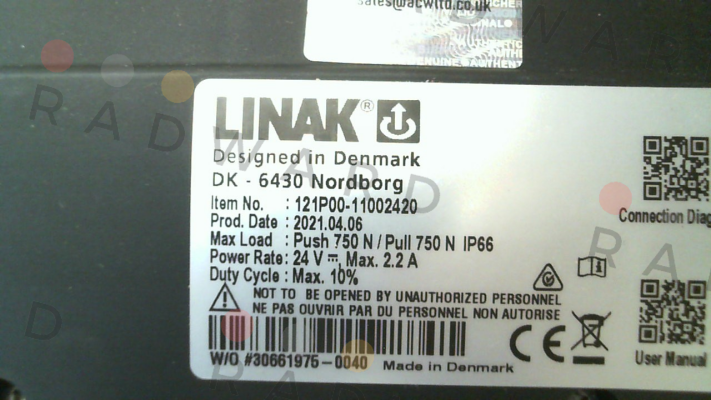 sales@acwltd.co.uk
LINAK®
Designed in Denmark
DK - 6430 Nordborg
Item No. : 121P00-11002420
Prod. Date : 2021.04.06
Max Load : Push 750 N / Pull 750 N IP66
Power Rate : 24 V ⎓, Max. 2.2 A
Duty Cycle : Max. 10%
NOT TO BE OPENED BY UNAUTHORIZED PERSONNEL
NE PAS OUVRIR PAR DU PERSONNEL NON AUTORISE
W/O #30661975-0040
Made in Denmark
CE
Connection Diag
User Manual
RADWARD